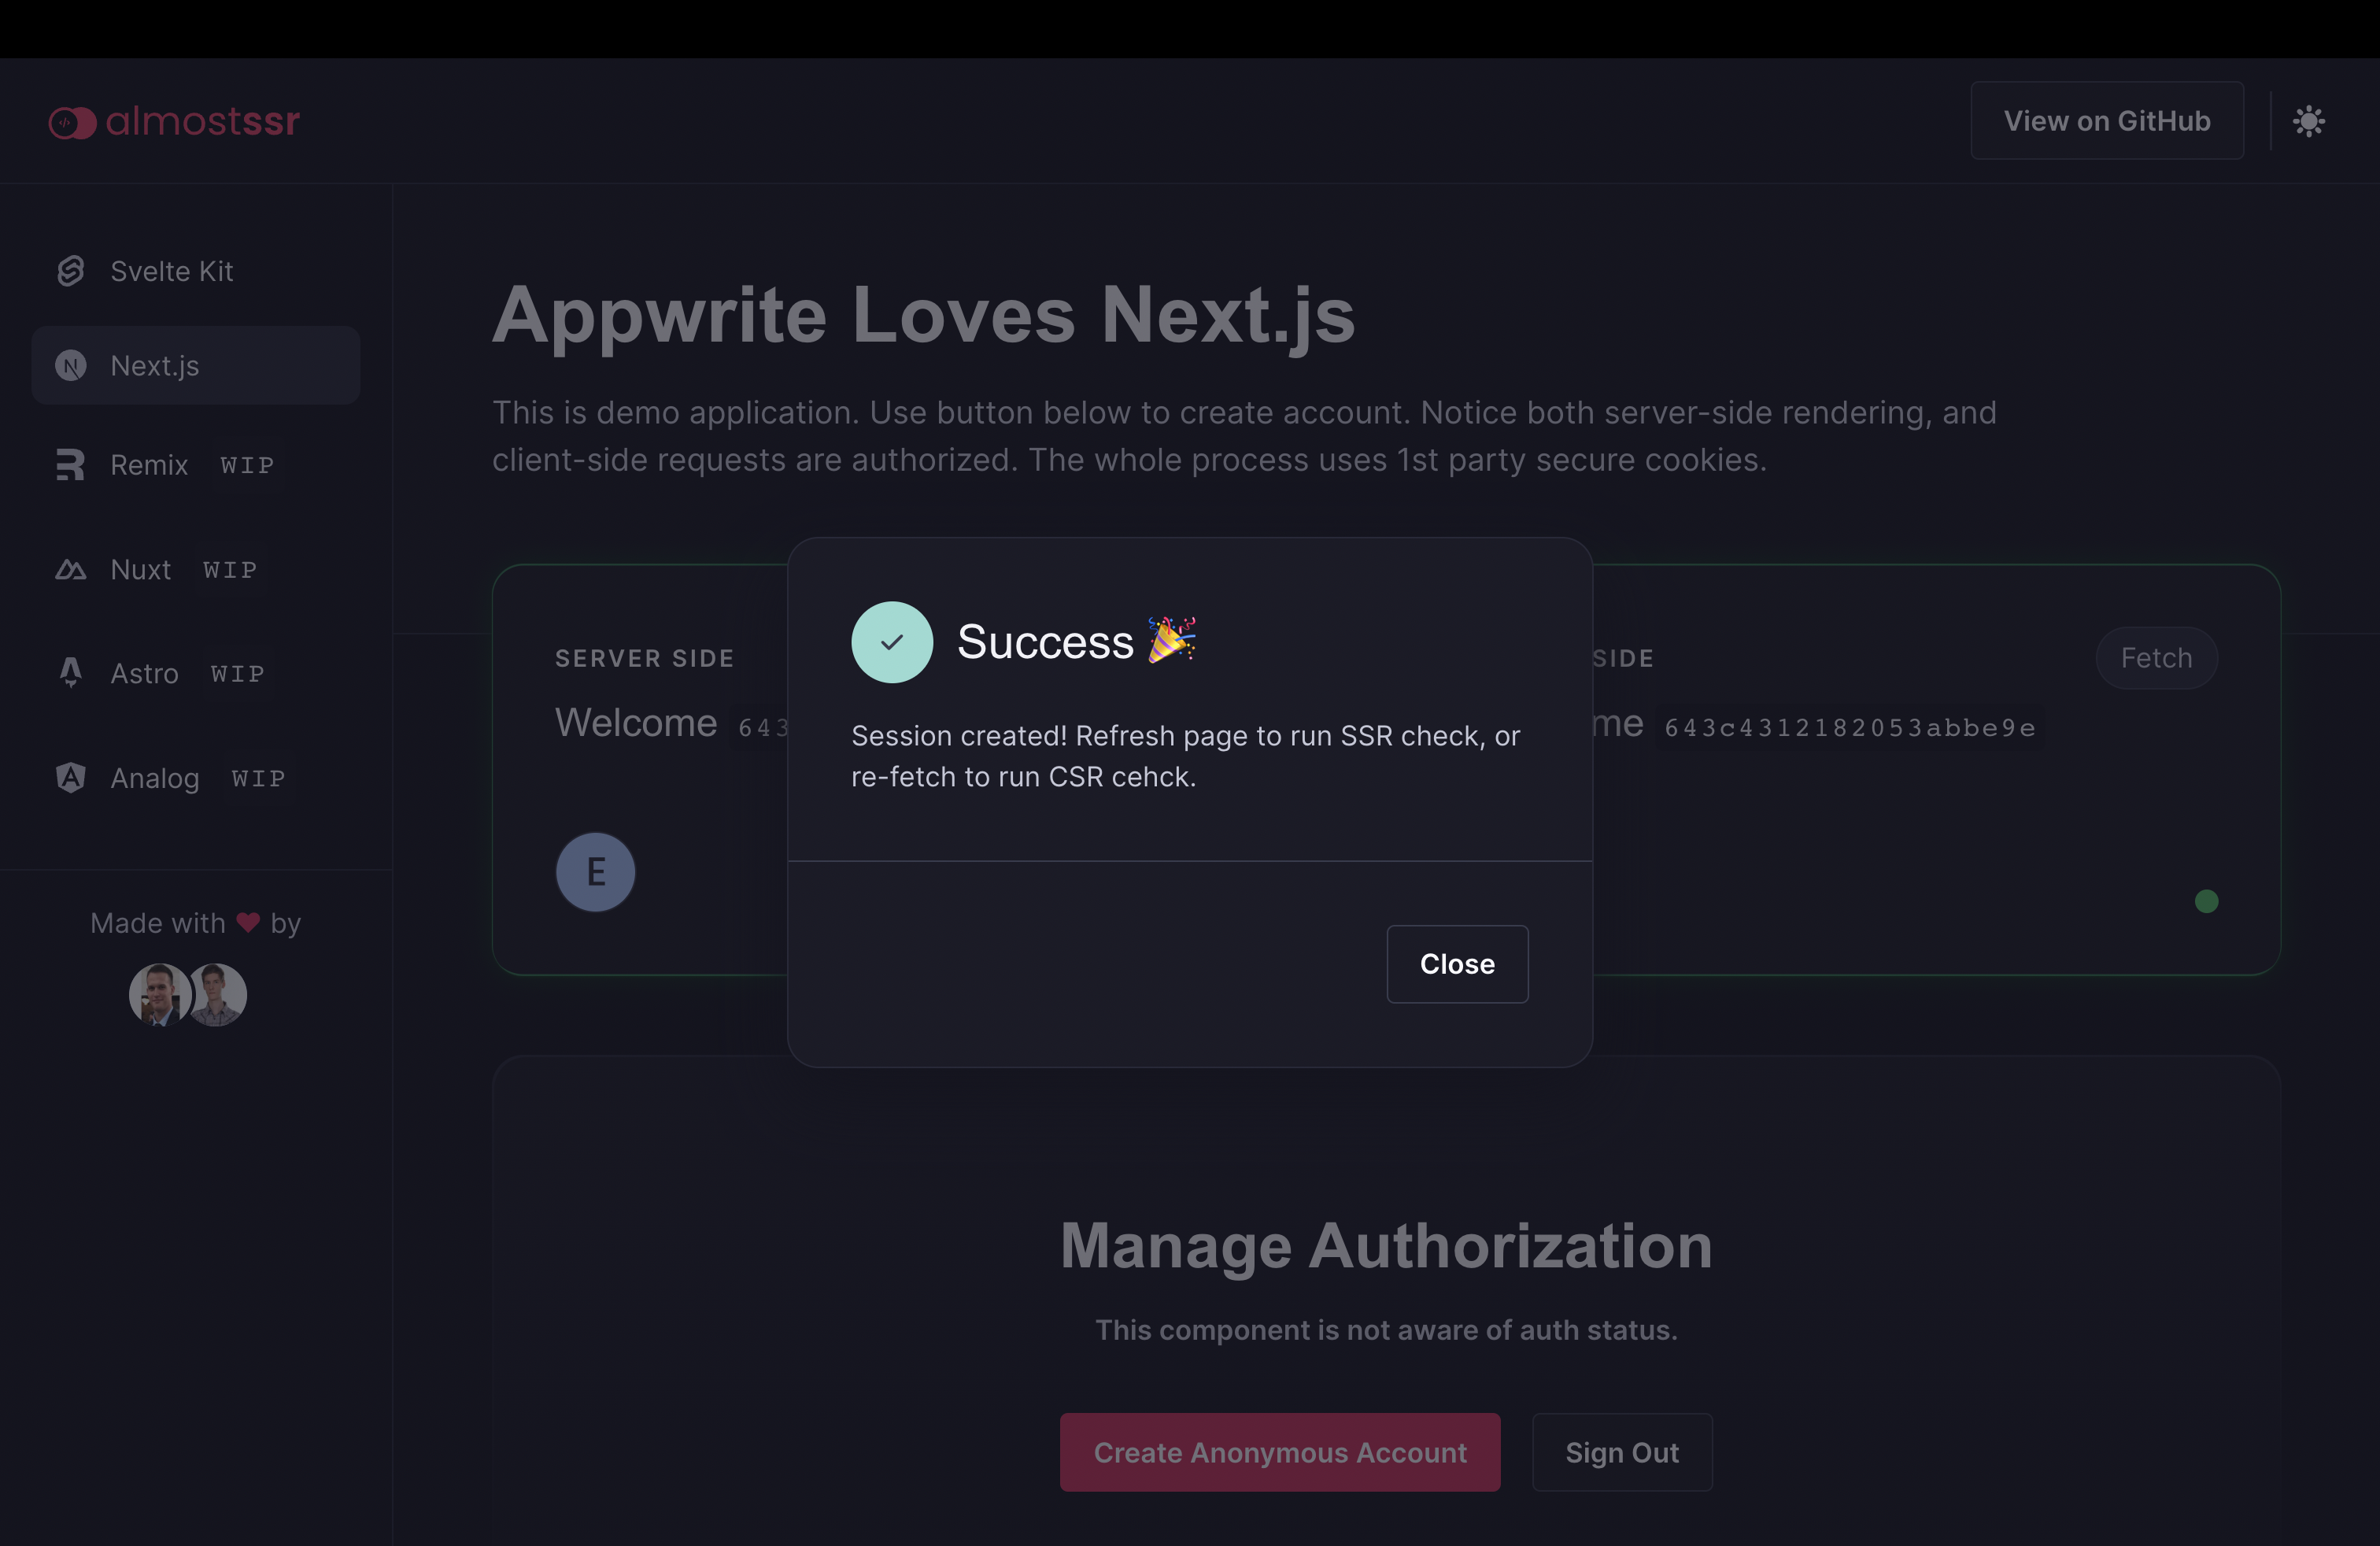 almostssr
View on GitHub
Svelte Kit
Next.js
Remix WIP
Nuxt WIP
Astro WIP
Analog WIP
Made with ❤ by
Appwrite Loves Next.js
This is demo application. Use button below to create account. Notice both server-side rendering, and
client-side requests are authorized. The whole process uses 1st party secure cookies.
SERVER SIDE
Welcome 643
E
Success 🎉
Session created! Refresh page to run SSR check, or
re-fetch to run CSR cehck.
Close
SIDE
Fetch
me 643c4312182053abbe9e
Manage Authorization
This component is not aware of auth status.
Create Anonymous Account
Sign Out